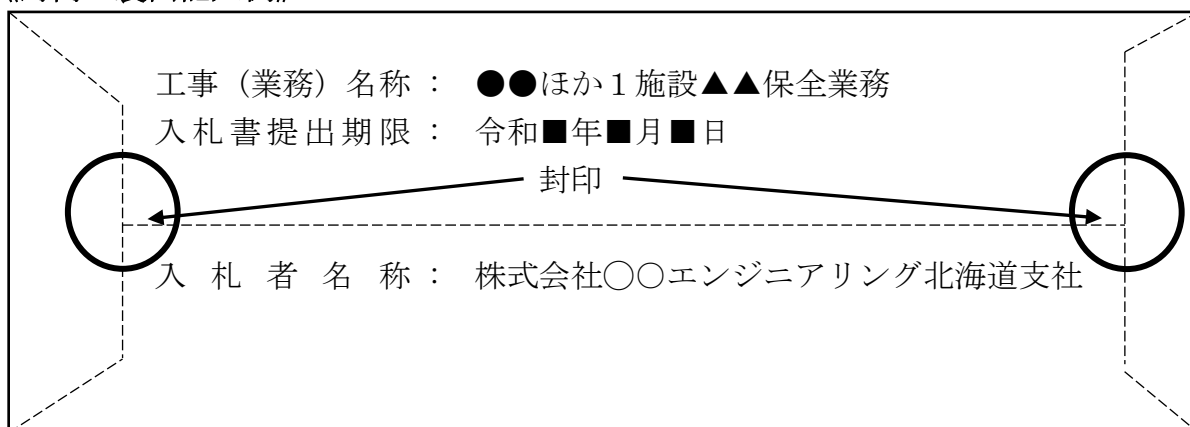 工事（業務）名称： ●●ほか１施設▲▲保全業務
入札書提出期限： 令和■年■月■日
封印
入札者名称： 株式会社○○エンジニアリング北海道支社